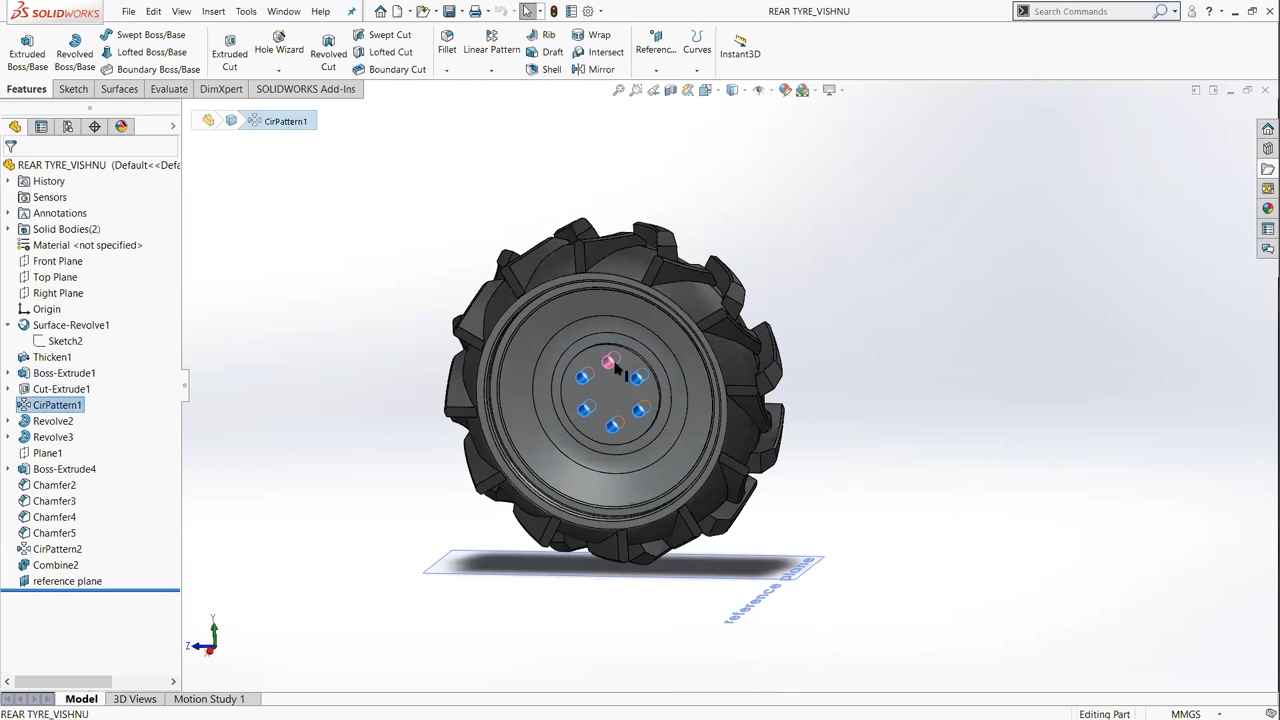 SOLIDWORKS File Edit View Insert Tools Window Help REAR TYRE_VISHNU Search Commands ?
Extruded Boss/Base
Revolved Boss/Base
Swept Boss/Base
Lofted Boss/Base
Boundary Boss/Base
Extruded Cut
Hole Wizard
Revolved Cut
Swept Cut
Lofted Cut
Boundary Cut
Fillet
Linear Pattern
Rib
Draft
Shell
Wrap
Intersect
Mirror
Referenc...
Curves
Instant3D
Features Sketch Surfaces Evaluate DimXpert SOLIDWORKS Add-Ins
CirPattern1
REAR TYRE_VISHNU (Default<<Defa
History
Sensors
Annotations
Solid Bodies(2)
Material <not specified>
Front Plane
Top Plane
Right Plane
Origin
Surface-Revolve1
Sketch2
Thicken1
Boss-Extrude1
Cut-Extrude1
CirPattern1
Revolve2
Revolve3
Plane1
Boss-Extrude4
Chamfer2
Chamfer3
Chamfer4
Chamfer5
CirPattern2
Combine2
reference plane
reference plane
Y
Z
Model 3D Views Motion Study 1
REAR TYRE_VISHNU Editing Part MMGS